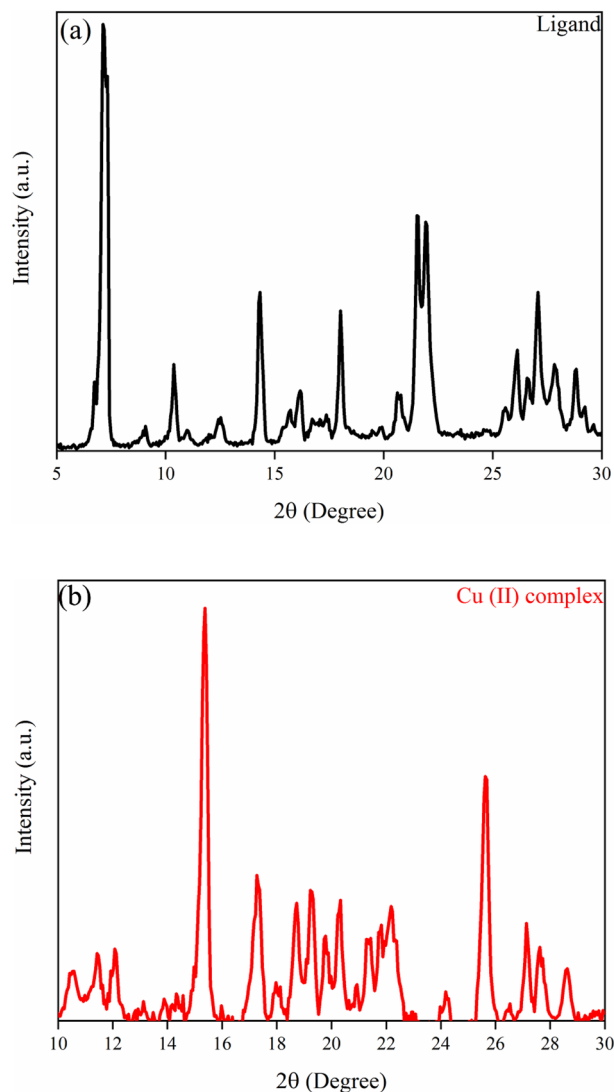 (a)
Ligand
Intensity (a.u.)
5 10 15 20 25 30
2θ (Degree)
(b)
Cu (II) complex
Intensity (a.u.)
10 12 14 16 18 20 22 24 26 28 30
2θ (Degree)